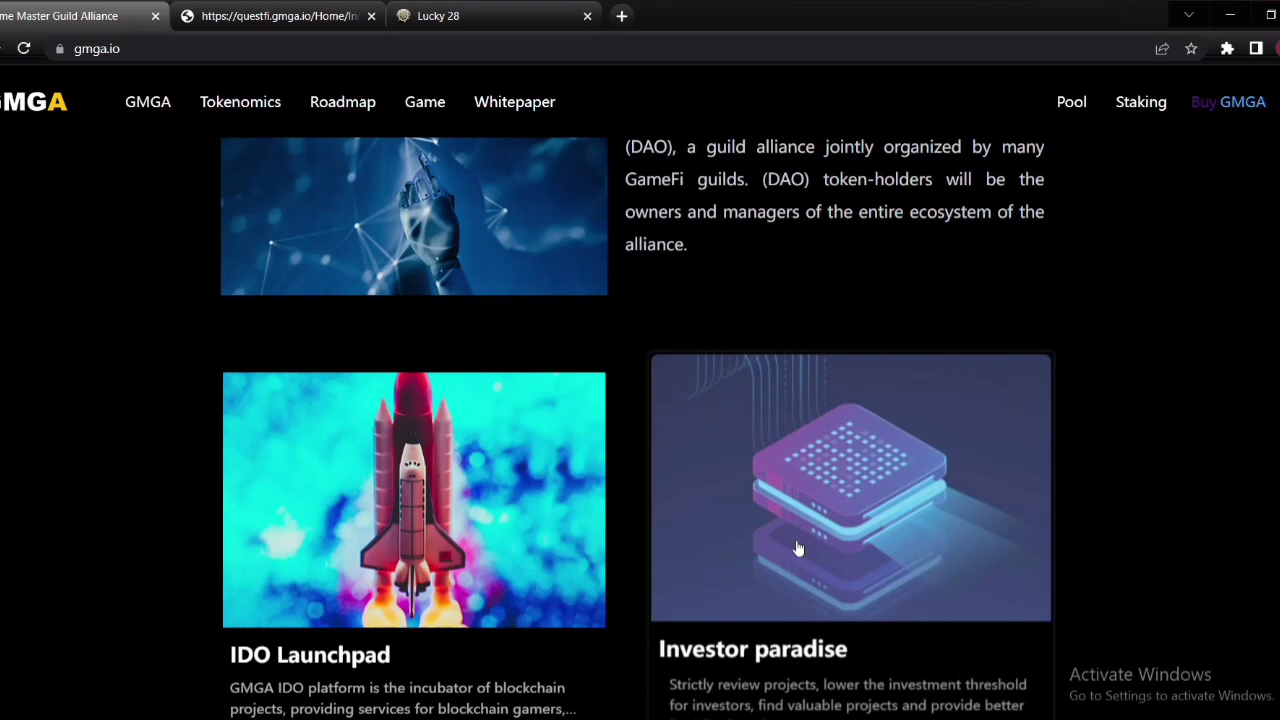 me Master Guild Alliance
https://questfi.gmga.io/Home/In
Lucky 28
gmga.io
GMGA
GMGA Tokenomics Roadmap Game Whitepaper
Pool Staking Buy GMGA
(DAO), a guild alliance jointly organized by many
GameFi guilds. (DAO) token-holders will be the
owners and managers of the entire ecosystem of the
alliance.
IDO Launchpad
GMGA IDO platform is the incubator of blockchain
projects, providing services for blockchain gamers,...
Investor paradise
Strictly review projects, lower the investment threshold
for investors, find valuable projects and provide better
Activate Windows
Go to Settings to activate Windows.